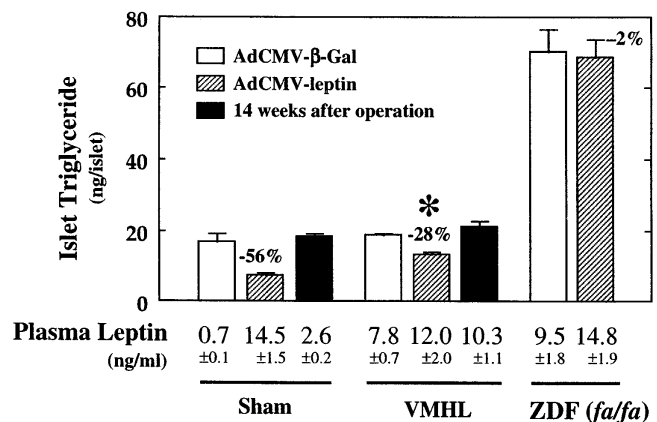 80
60
40
20
0
Islet Triglyceride
(ng/islet)
AdCMV-β-Gal
AdCMV-leptin
14 weeks after operation
-56%
*
-28%
-2%
Plasma Leptin 0.7 14.5 2.6 7.8 12.0 10.3 9.5 14.8
(ng/ml) ±0.1 ±1.5 ±0.2 ±0.7 ±2.0 ±1.1 ±1.8 ±1.9
Sham VMHL ZDF (fa/fa)